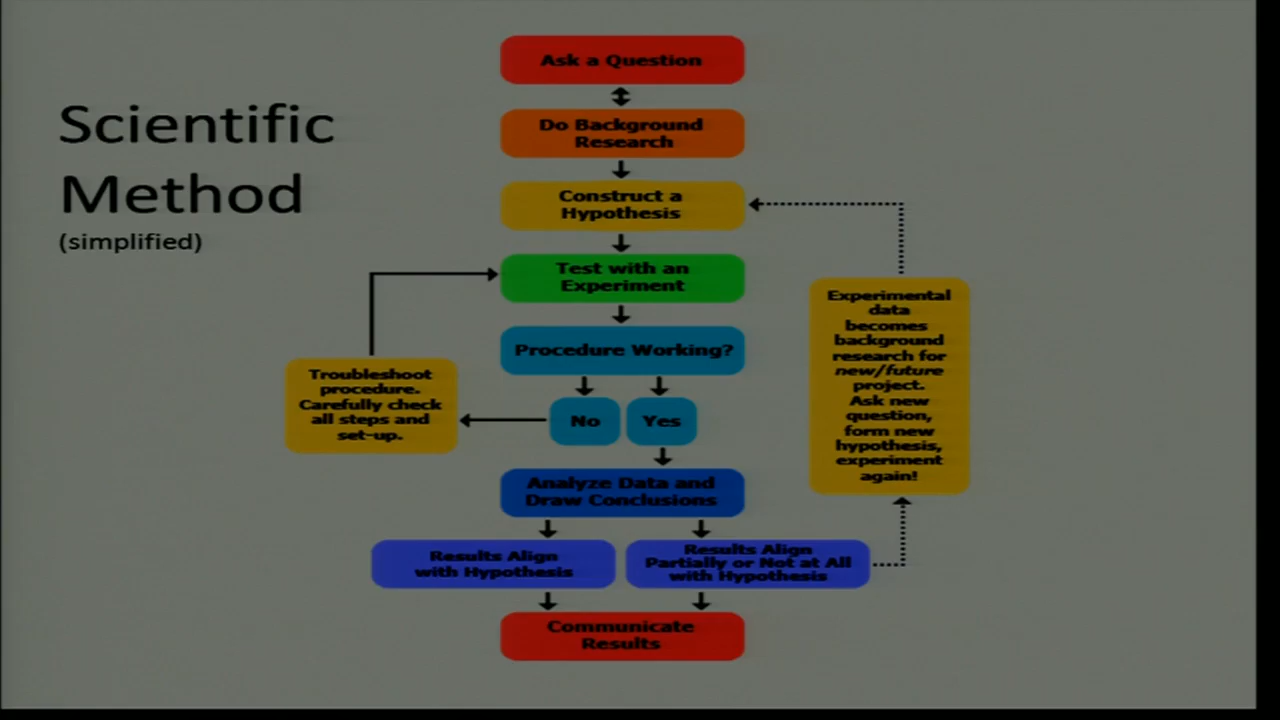 Scientific
Method
(simplified)
Ask a Question
Do Background
Research
Construct a
Hypothesis
Test with an
Experiment
Procedure Working?
No
Yes
Troubleshoot
procedure.
Carefully check
all steps and
set-up.
Analyze Data and
Draw Conclusions
Results Align
with Hypothesis
Results Align
Partially or Not at All
with Hypothesis
Experimental
data
becomes
background
research for
new/future
project.
Ask new
question,
form new
hypothesis,
experiment
again!
Communicate
Results